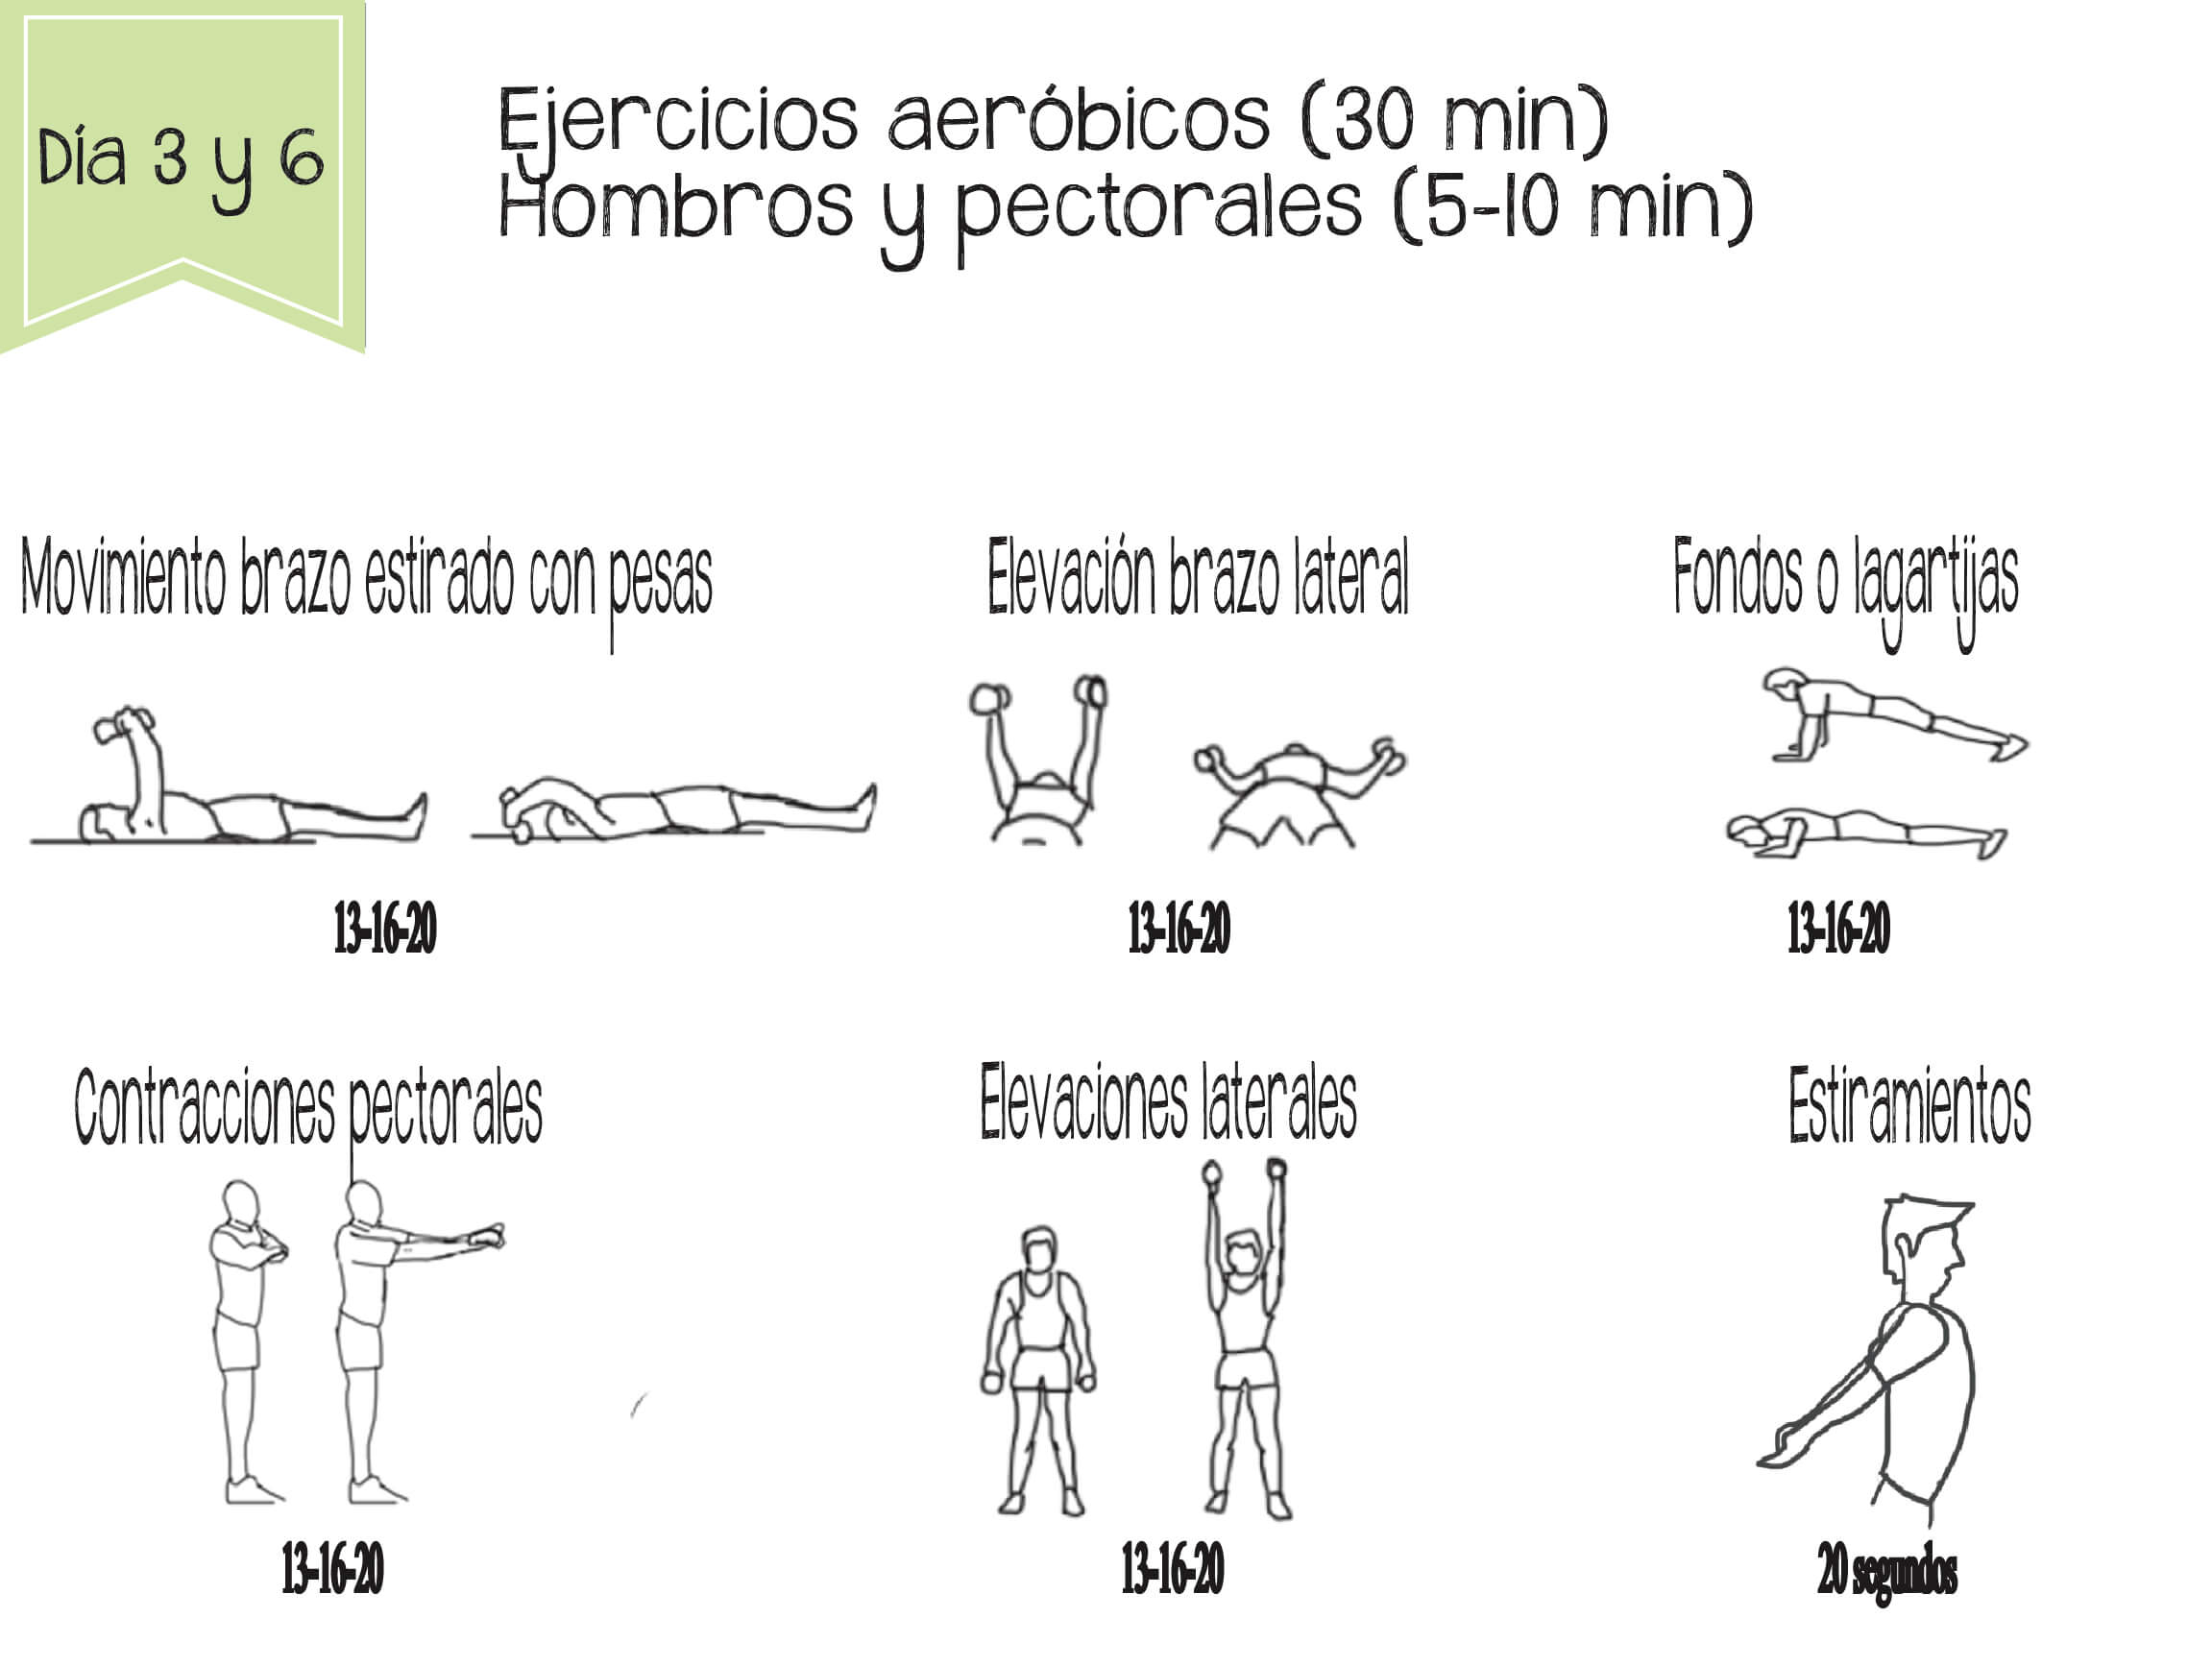 Día 3 y 6
Ejercicios aeróbicos (30 min)
Hombros y pectorales (5-10 min)
Movimiento brazo estirado con pesas
Elevación brazo lateral
Fondos o lagartijas
13-16-20
13-16-20
13-16-20
Contracciones pectorales
Elevaciones laterales
Estiramientos
13-16-20
13-16-20
20 segundos